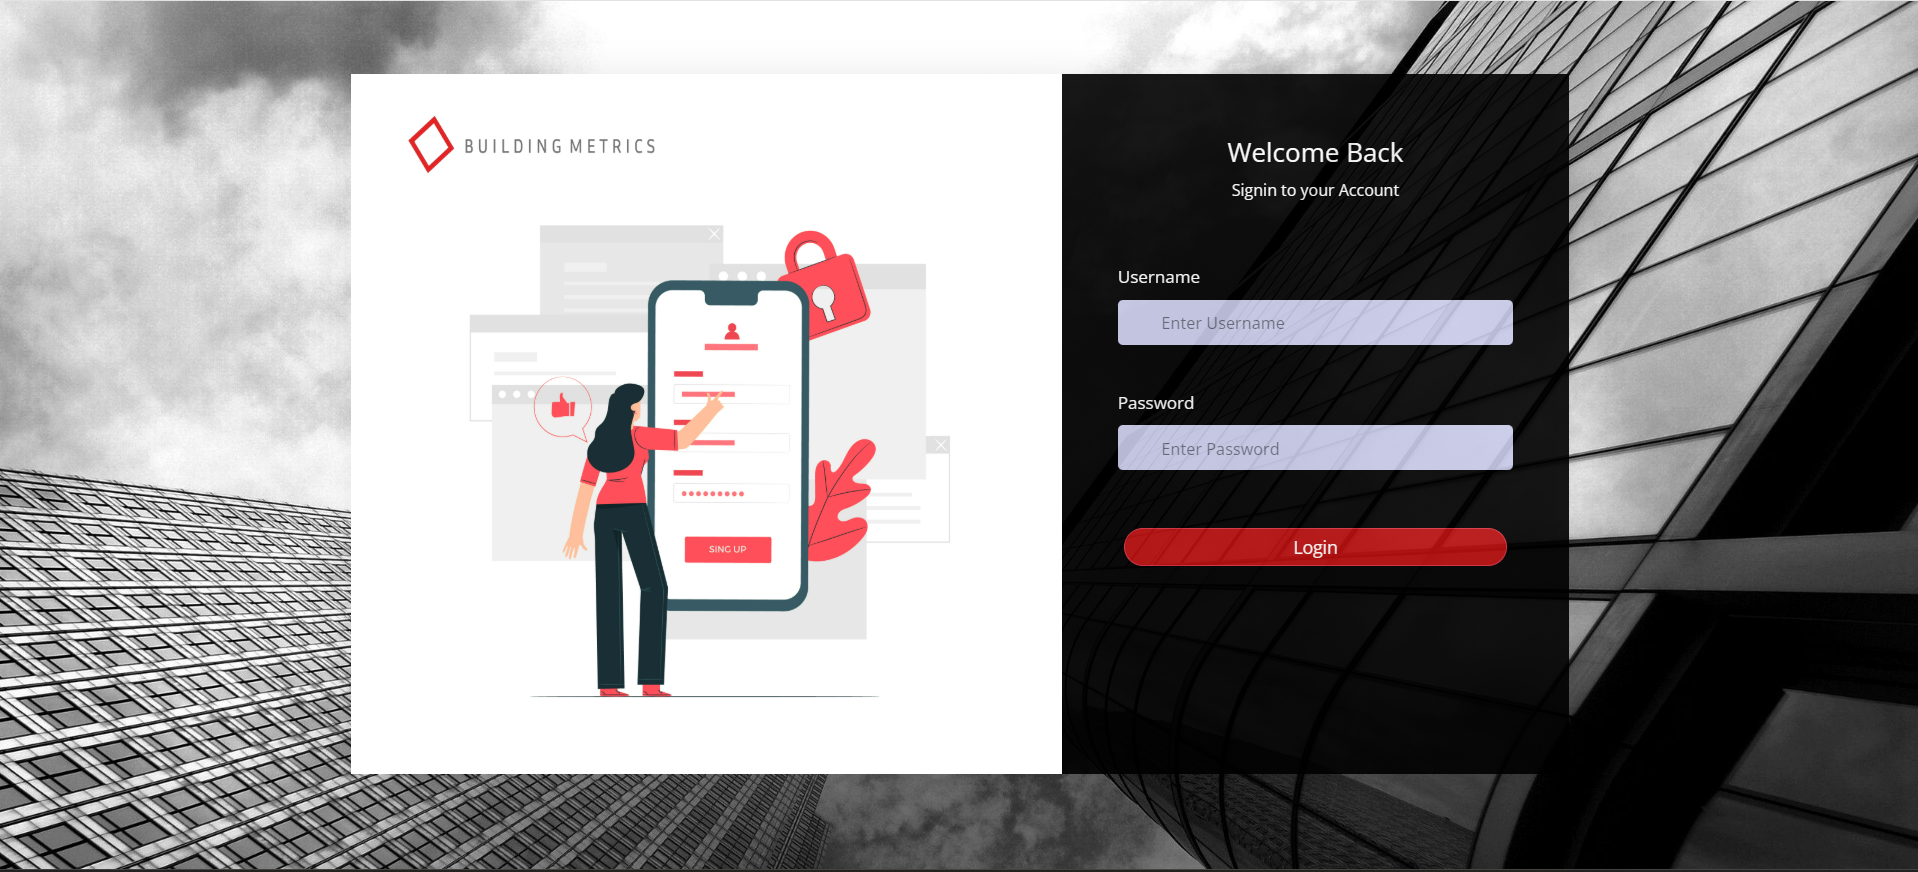 BUILDING METRICS
SING UP
Welcome Back
Signin to your Account
Username
Enter Username
Password
Enter Password
Login